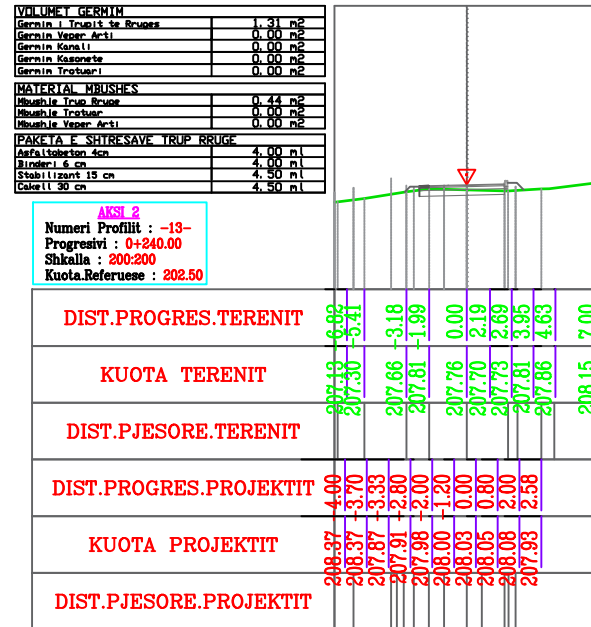 VOLUMET GERMIM
Germim i Trupit te Rruges 1.31 m2
Germim Veper Arti 0.00 m2
Germim Kanali 0.00 m2
Germim Kasonete 0.00 m2
Germim Trotuari 0.00 m2
MATERIAL MBUSHES
Mbushje Trup Rruge 0.44 m2
Mbushje Trotuar 0.00 m2
Mbushje Veper Arti 0.00 m2
PAKETA E SHTRESAVE TRUP RRUGE
Asfaltobeton 4cm 4.00 ml
Binderi 6 cm 4.00 ml
Stabilizant 15 cm 4.50 ml
Cakell 30 cm 4.50 ml
AKSI 2
Numeri Profilit : -13-
Progresivi : 0+240.00
Shkalla : 200:200
Kuota.Referuese : 202.50
DIST.PROGRES.TERENIT -5.41 -3.18 -1.99 0.00 2.19 2.69 3.95 4.63 7.00
KUOTA TERENIT 207.13 207.30 207.66 207.81 207.76 207.70 207.73 207.81 207.86 208.15
DIST.PJESORE.TERENIT
DIST.PROGRES.PROJEKTIT -4.00 -3.70 -3.33 -2.80 -2.00 -1.20 0.00 0.80 2.00 2.58
KUOTA PROJEKTIT 208.37 208.37 207.87 207.91 207.98 208.00 208.03 208.05 208.08 207.93
DIST.PJESORE.PROJEKTIT